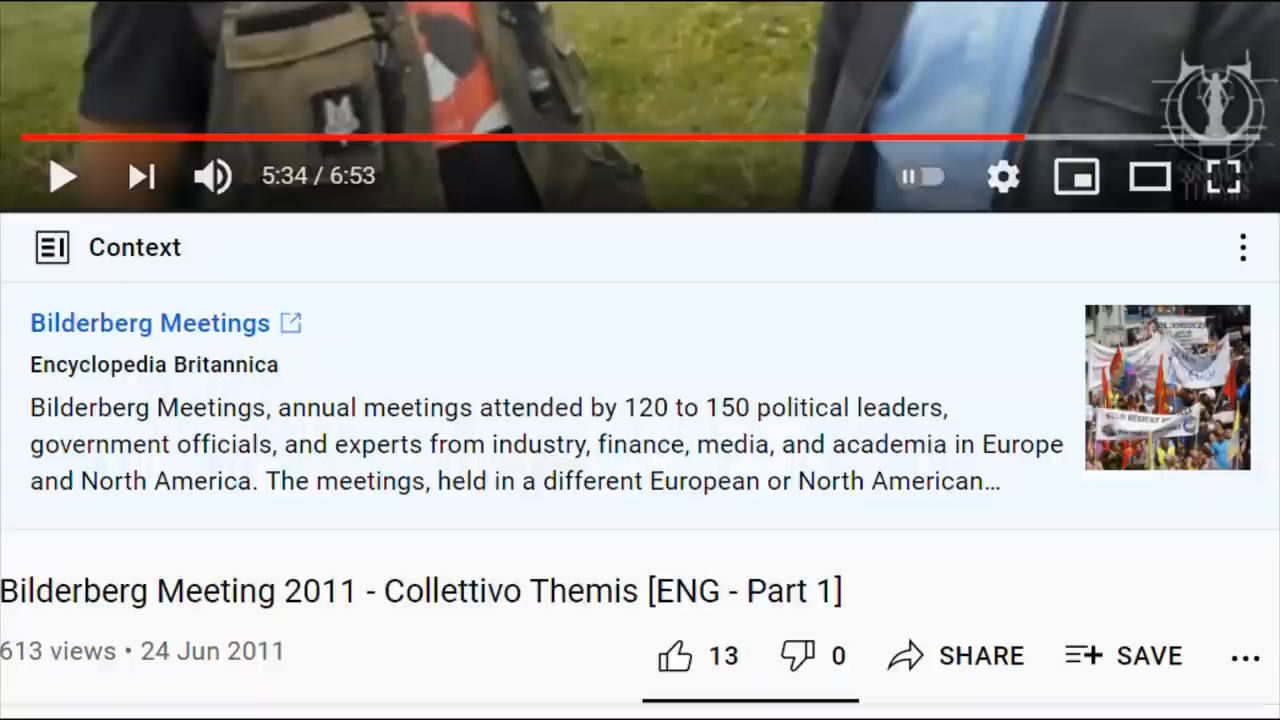 5:34 / 6:53
Context
Bilderberg Meetings
Encyclopedia Britannica
Bilderberg Meetings, annual meetings attended by 120 to 150 political leaders,
government officials, and experts from industry, finance, media, and academia in Europe
and North America. The meetings, held in a different European or North American...
Bilderberg Meeting 2011 - Collettivo Themis [ENG - Part 1]
613 views • 24 Jun 2011
13 0 SHARE SAVE